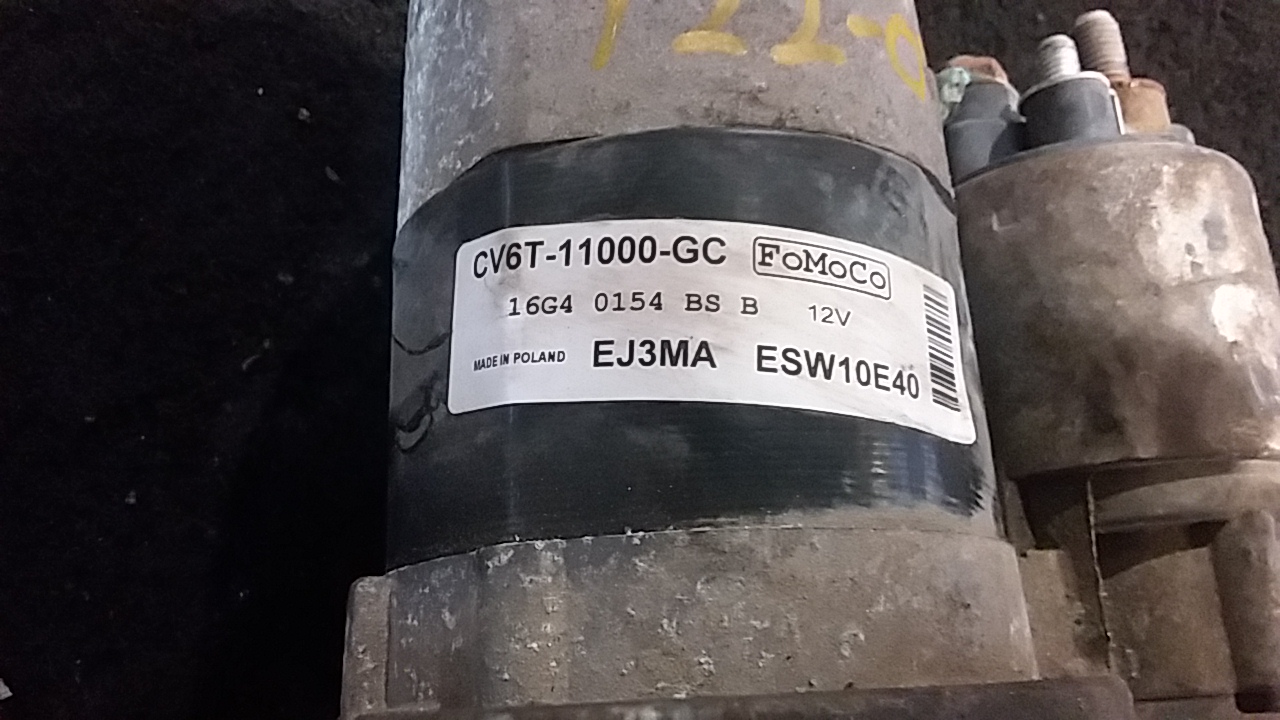 CV6T-11000-GC FoMoCo
16G4 0154 BS B 12V
MADE IN POLAND EJ3MA ESW10E40